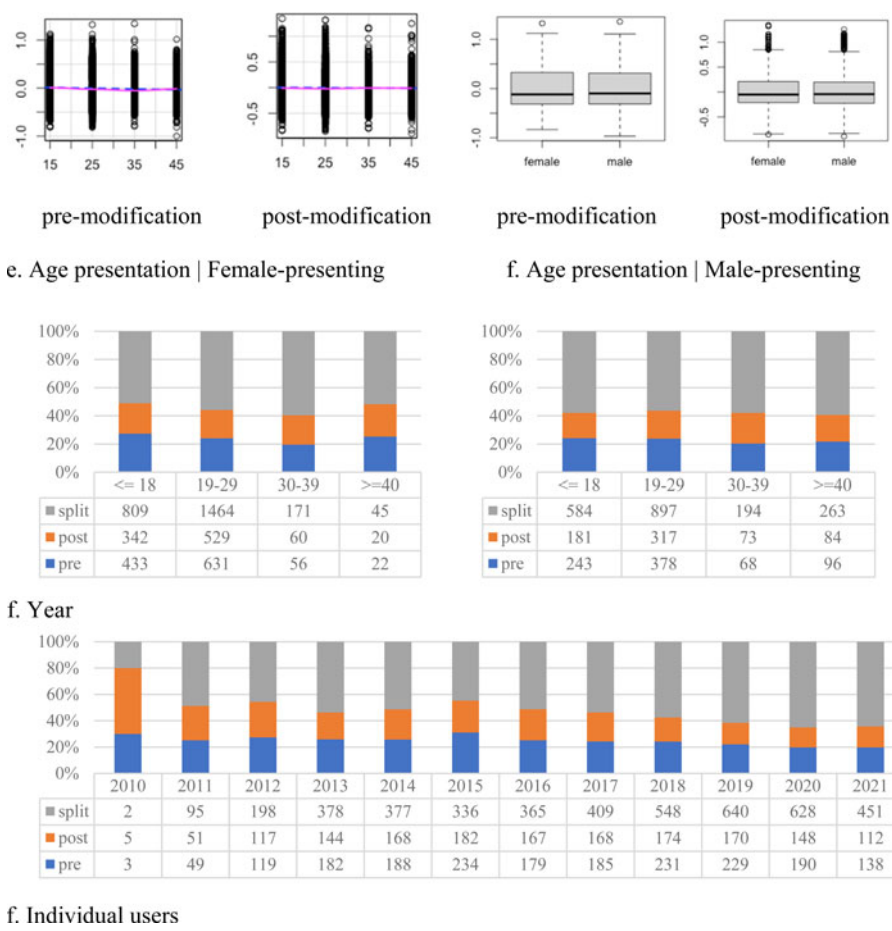 1.0
0.0
-1.0
15 25 35 45
0.5
-0.5
15 25 35 45
1.0
0.0
-1.0
female male
1.0
0.5
-0.5
female male
pre-modification post-modification pre-modification post-modification
e. Age presentation | Female-presenting f. Age presentation | Male-presenting
100%
80%
60%
40%
20%
0%
<= 18 19-29 30-39 >=40
split 809 1464 171 45
post 342 529 60 20
pre 433 631 56 22
100%
80%
60%
40%
20%
0%
<= 18 19-29 30-39 >=40
split 584 897 194 263
post 181 317 73 84
pre 243 378 68 96
f. Year
100%
80%
60%
40%
20%
0%
2010 2011 2012 2013 2014 2015 2016 2017 2018 2019 2020 2021
split 2 95 198 378 377 336 365 409 548 640 628 451
post 5 51 117 144 168 182 167 168 174 170 148 112
pre 3 49 119 182 188 234 179 185 231 229 190 138
f. Individual users